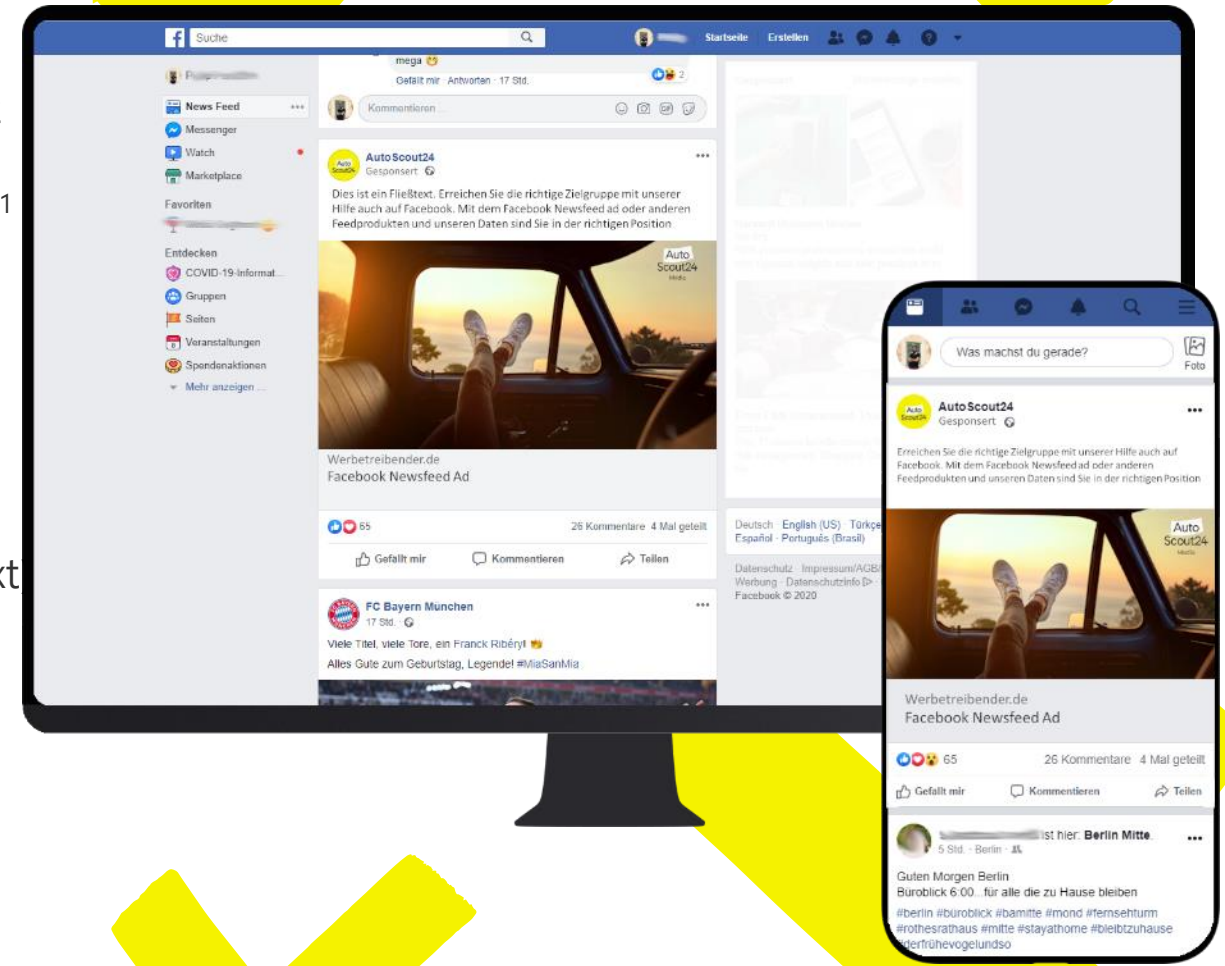 1
xt
Suche
Startseite Erstellen
News Feed
Messenger
Watch
Marketplace
Favoriten
Entdecken
COVID-19-Informat...
Gruppen
Seiten
Veranstaltungen
Spendenaktionen
Mehr anzeigen ...
mega
Gefällt mir · Antworten · 17 Std.
2
Kommentieren ...
GIF
AutoScout24
Gesponsert
Dies ist ein Fließtext. Erreichen Sie die richtige Zielgruppe mit unserer
Hilfe auch auf Facebook. Mit dem Facebook Newsfeed ad oder anderen
Feedprodukten und unseren Daten sind Sie in der richtigen Position
Auto
Scout24
Media
Werbetreibender.de
Facebook Newsfeed Ad
65 26 Kommentare 4 Mal geteilt
Gefällt mir Kommentieren Teilen
FC Bayern München
17 Std.
Viele Titel, viele Tore, ein Franck Ribéry!
Alles Gute zum Geburtstag, Legende! #MiaSanMia
Deutsch · English (US) · Türkçe
Español · Português (Brasil)
Datenschutz · Impressum/AGB/
Werbung · Datenschutzinfo
Facebook © 2020
Was machst du gerade?
Foto
Auto
Scout24
AutoScout24
Gesponsert
Erreichen Sie die richtige Zielgruppe mit unserer Hilfe auch auf
Facebook. Mit dem Facebook Newsfeed ad oder anderen
Feedprodukten und unseren Daten sind Sie in der richtigen Position
Auto
Scout24
Media
Werbetreibender.de
Facebook Newsfeed Ad
65 26 Kommentare 4 Mal geteilt
Gefällt mir Kommentieren Teilen
ist hier: Berlin Mitte.
5 Std. · Berlin
Guten Morgen Berlin
Büroblick 6:00...für alle die zu Hause bleiben
#berlin #büroblick #bamitte #mond #fernsehturm
#rothesrathaus #mitte #stayathome #bleibtzuhause
#derfrühevogelundso